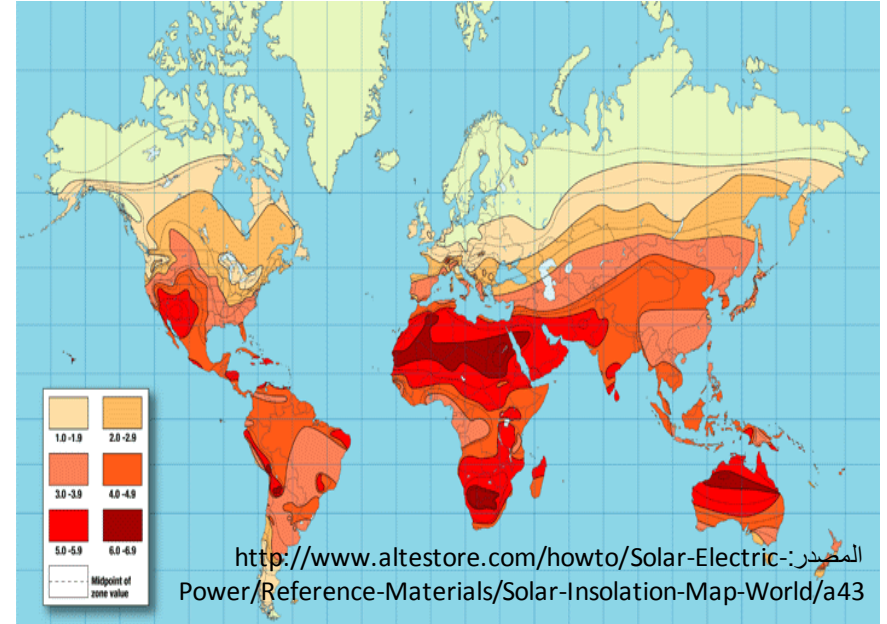 1.0 -1.9 2.0 -2.9
3.0 -3.9 4.0 -4.9
5.0 -5.9 6.0 -6.9
Midpoint of
zone value
المصدر:http://www.altestore.com/howto/Solar-Electric-
Power/Reference-Materials/Solar-Insolation-Map-World/a43